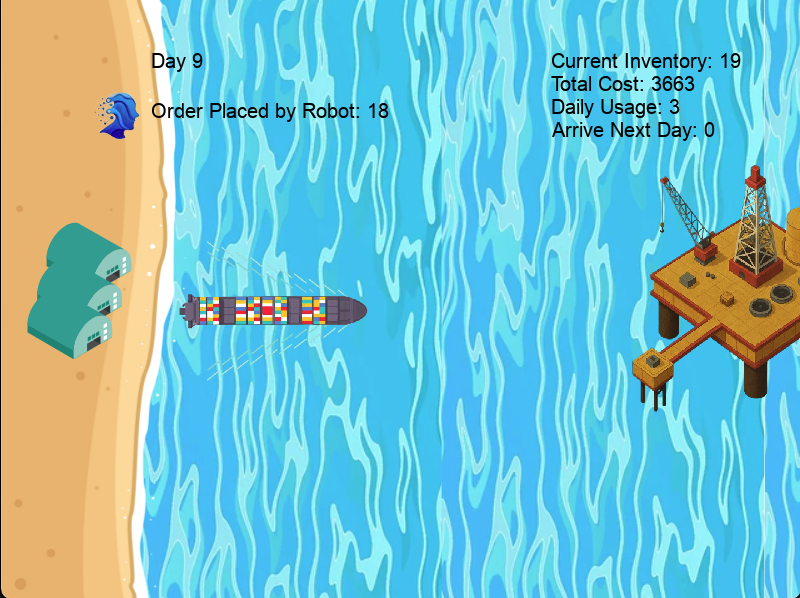 Day 9
Order Placed by Robot: 18
Current Inventory: 19
Total Cost: 3663
Daily Usage: 3
Arrive Next Day: 0